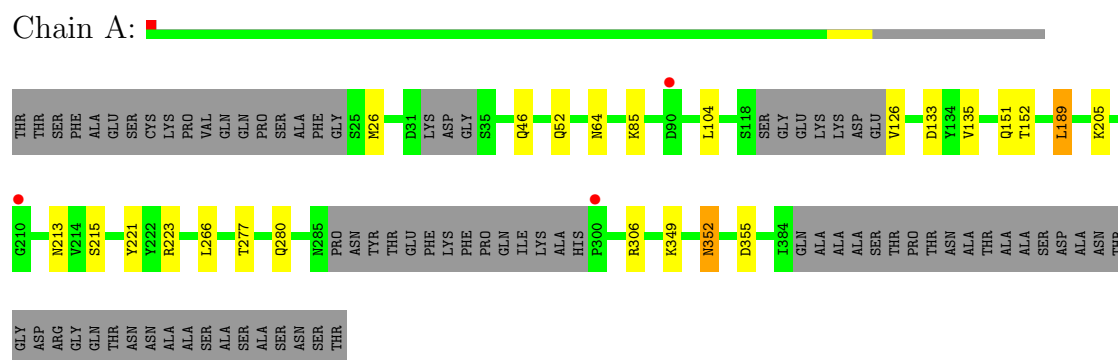 Chain A:
THR THR SER PHE ALA GLU SER CYS LYS PRO VAL GLN GLN PRO SER ALA PHE GLY S25 M26 D31 LYS ASP GLY S35 Q46 Q52 N64 K85 D90 L104 S118 SER GLY GLU LYS LYS ASP GLU V126 D133 Y134 V135 Q151 T152 L189 K205
G210 N213 V214 S215 Y221 Y222 R223 L266 T277 Q280 N285 PRO ASN TYR THR GLU PHE LYS PHE PRO GLN ILE LYS ALA HIS P300 R306 K349 N352 D355 I384 GLN ALA ALA ALA SER THR PRO THR ASN ALA THR ALA ALA SER ASP ALA ASN THR
GLY ASP ARG GLY GLN THR ASN ASN ALA ALA SER ALA SER ALA SER ASN SER THR